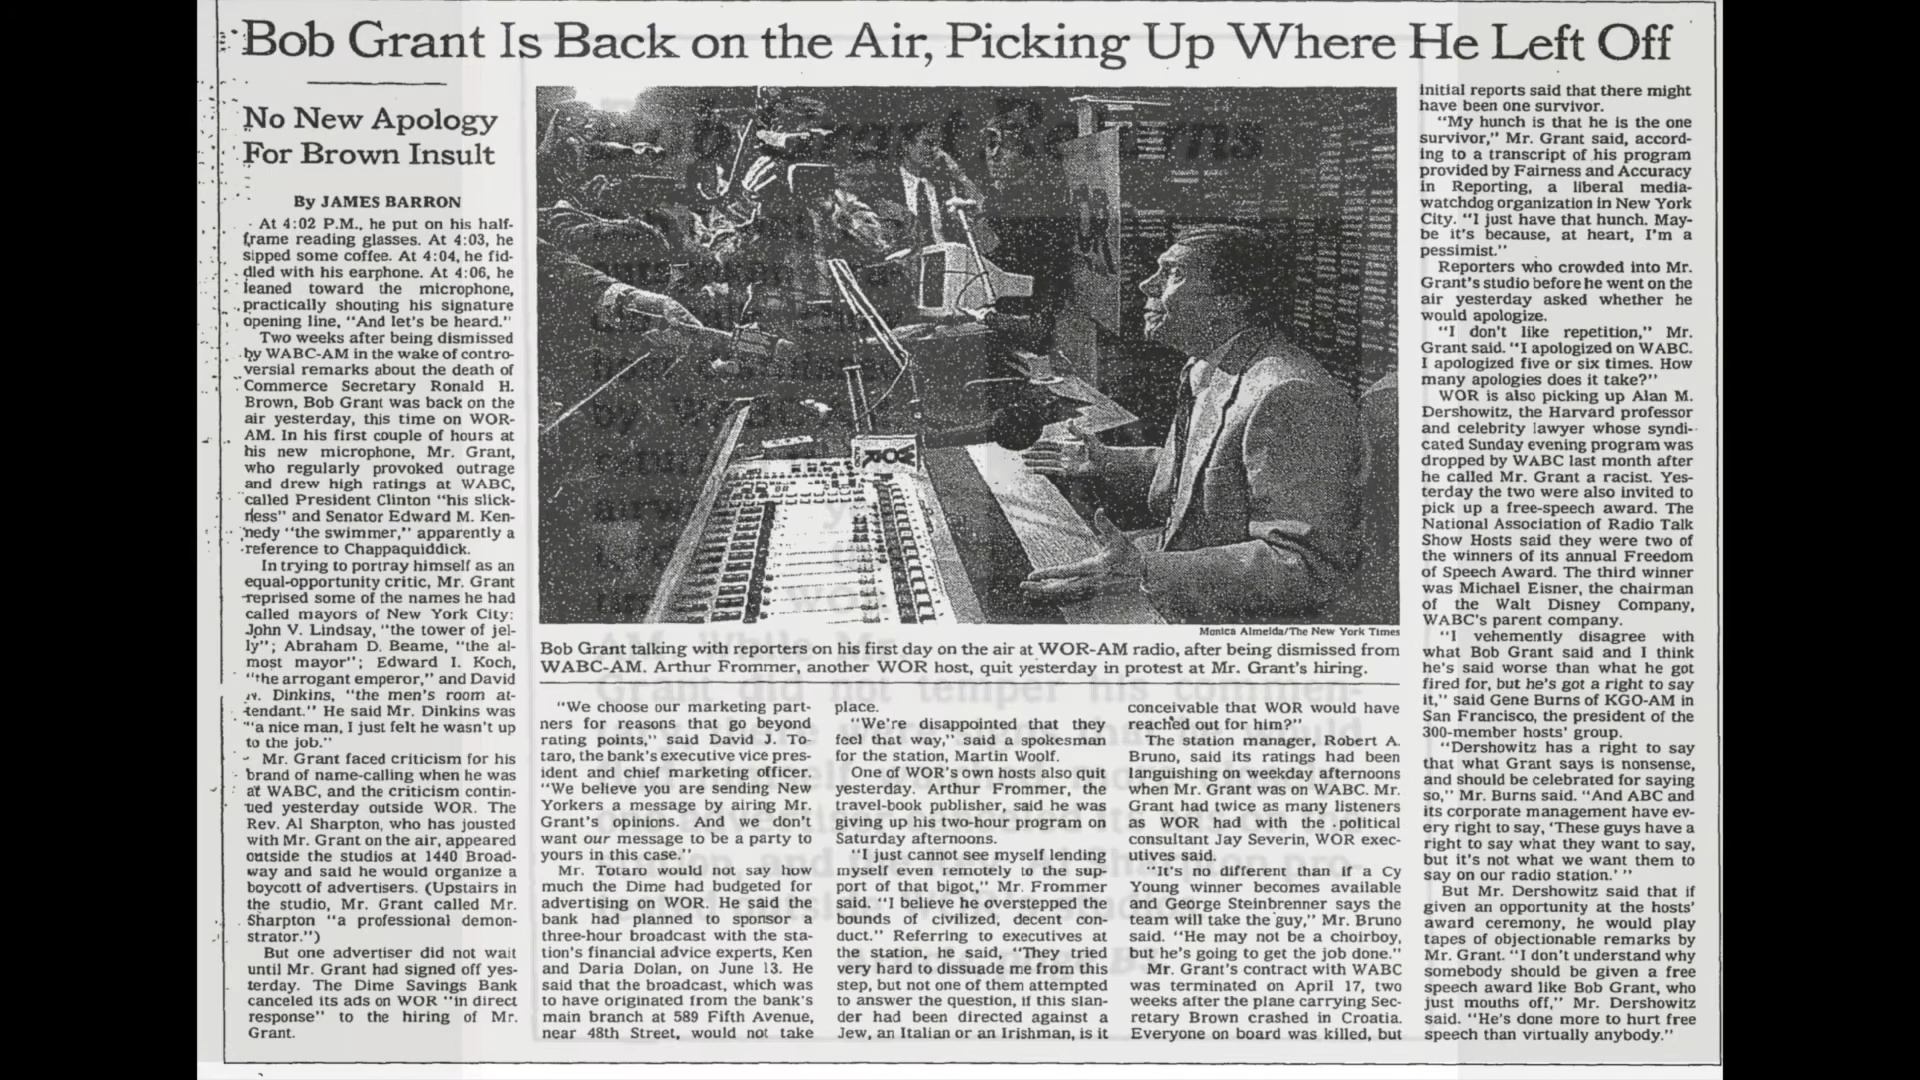 Bob Grant Is Back on the Air, Picking Up Where He Left Off
No New Apology
For Brown Insult
By JAMES BARRON
At 4:02 P.M., he put on his half-
frame reading glasses. At 4:03, he
sipped some coffee. At 4:04, he fid-
dled with his earphone. At 4:06, he
leaned toward the microphone,
practically shouting his signature
opening line, "And let's be heard."
Two weeks after being dismissed
by WABC-AM in the wake of contro-
versial remarks about the death of
Commerce Secretary Ronald H.
Brown, Bob Grant was back on the
air yesterday, this time on WOR-
AM. In his first couple of hours at
his new microphone, Mr. Grant,
who regularly provoked outrage
and drew high ratings at WABC,
called President Clinton "his slick-
ness" and Senator Edward M. Ken-
nedy "the swimmer," apparently a
reference to Chappaquiddick.
In trying to portray himself as an
equal-opportunity critic, Mr. Grant
reprised some of the names he had
called mayors of New York City:
John V. Lindsay, "the tower of jel-
ly"; Abraham D. Beame, "the al-
most mayor"; Edward I. Koch,
"the arrogant emperor," and David
N. Dinkins, "the men's room at-
tendant." He said Mr. Dinkins was
"a nice man, I just felt he wasn't up
to the job."
Mr. Grant faced criticism for his
brand of name-calling when he was
at WABC, and the criticism contin-
ued yesterday outside WOR. The
Rev. Al Sharpton, who has jousted
with Mr. Grant on the air, appeared
outside the studios at 1440 Broad-
way and said he would organize a
boycott of advertisers. (Upstairs in
the studio, Mr. Grant called Mr.
Sharpton "a professional demon-
strator.")
But one advertiser did not wait
until Mr. Grant had signed off yes-
terday. The Dime Savings Bank
canceled its ads on WOR "in direct
response" to the hiring of Mr.
Grant.
WOR
Monica Almeida/The New York Times
Bob Grant talking with reporters on his first day on the air at WOR-AM radio, after being dismissed from
WABC-AM. Arthur Frommer, another WOR host, quit yesterday in protest at Mr. Grant's hiring.
"We choose our marketing part-
ners for reasons that go beyond
rating points," said David J. To-
taro, the bank's executive vice pres-
ident and chief marketing officer.
"We believe you are sending New
Yorkers a message by airing Mr.
Grant's opinions. And we don't
want our message to be a party to
yours in this case."
Mr. Totaro would not say how
much the Dime had budgeted for
advertising on WOR. He said the
bank had planned to sponsor a
three-hour broadcast with the sta-
tion's financial advice experts, Ken
and Daria Dolan, on June 13. He
said that the broadcast, which was
to have originated from the bank's
main branch at 589 Fifth Avenue,
near 48th Street, would not take
place.
"We're disappointed that they
feel that way," said a spokesman
for the station, Martin Woolf.
One of WOR's own hosts also quit
yesterday. Arthur Frommer, the
travel-book publisher, said he was
giving up his two-hour program on
Saturday afternoons.
"I just cannot see myself lending
myself even remotely to the sup-
port of that bigot," Mr. Frommer
said. "I believe he overstepped the
bounds of civilized, decent con-
duct." Referring to executives at
the station, he said, "They tried
very hard to dissuade me from this
step, but not one of them attempted
to answer the question, if this slan-
der had been directed against a
Jew, an Italian or an Irishman, is it
conceivable that WOR would have
reached out for him?"
The station manager, Robert A.
Bruno, said its ratings had been
languishing on weekday afternoons
when Mr. Grant was on WABC. Mr.
Grant had twice as many listeners
as WOR had with the political
consultant Jay Severin, WOR exec-
utives said.
"It's no different than if a Cy
Young winner becomes available
and George Steinbrenner says the
team will take the guy," Mr. Bruno
said. "He may not be a choirboy,
but he's going to get the job done."
Mr. Grant's contract with WABC
was terminated on April 17, two
weeks after the plane carrying Sec-
retary Brown crashed in Croatia.
Everyone on board was killed, but
initial reports said that there might
have been one survivor.
"My hunch is that he is the one
survivor," Mr. Grant said, accord-
ing to a transcript of his program
provided by Fairness and Accuracy
in Reporting, a liberal media-
watchdog organization in New York
City. "I just have that hunch. May-
be it's because, at heart, I'm a
pessimist."
Reporters who crowded into Mr.
Grant's studio before he went on the
air yesterday asked whether he
would apologize.
"I don't like repetition," Mr.
Grant said. "I apologized on WABC.
I apologized five or six times. How
many apologies does it take?"
WOR is also picking up Alan M.
Dershowitz, the Harvard professor
and celebrity lawyer whose syndi-
cated Sunday evening program was
dropped by WABC last month after
he called Mr. Grant a racist. Yes-
terday the two were also invited to
pick up a free-speech award. The
National Association of Radio Talk
Show Hosts said they were two of
the winners of its annual Freedom
of Speech Award. The third winner
was Michael Eisner, the chairman
of the Walt Disney Company,
WABC's parent company.
"I vehemently disagree with
what Bob Grant said and I think
he's said worse than what he got
fired for, but he's got a right to say
it," said Gene Burns of KGO-AM in
San Francisco, the president of the
300-member hosts' group.
"Dershowitz has a right to say
that what Grant says is nonsense,
and should be celebrated for saying
so," Mr. Burns said. "And ABC and
its corporate management have ev-
ery right to say, 'These guys have a
right to say what they want to say,
but it's not what we want them to
say on our radio station.' "
But Mr. Dershowitz said that if
given an opportunity at the hosts'
award ceremony, he would play
tapes of objectionable remarks by
Mr. Grant. "I don't understand why
somebody should be given a free
speech award like Bob Grant, who
just mouths off," Mr. Dershowitz
said. "He's done more to hurt free
speech than virtually anybody."